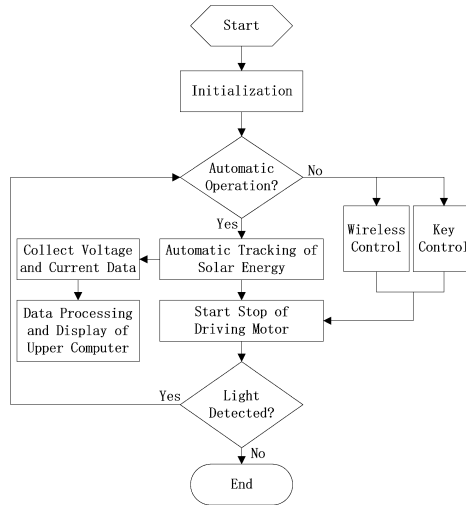 Start
Initialization
Automatic
Operation?
No
Yes
Wireless
Control
Key
Control
Collect Voltage
and Current Data
Automatic Tracking of
Solar Energy
Data Processing
and Display of
Upper Computer
Start Stop of
Driving Motor
Yes
Light
Detected?
No
End